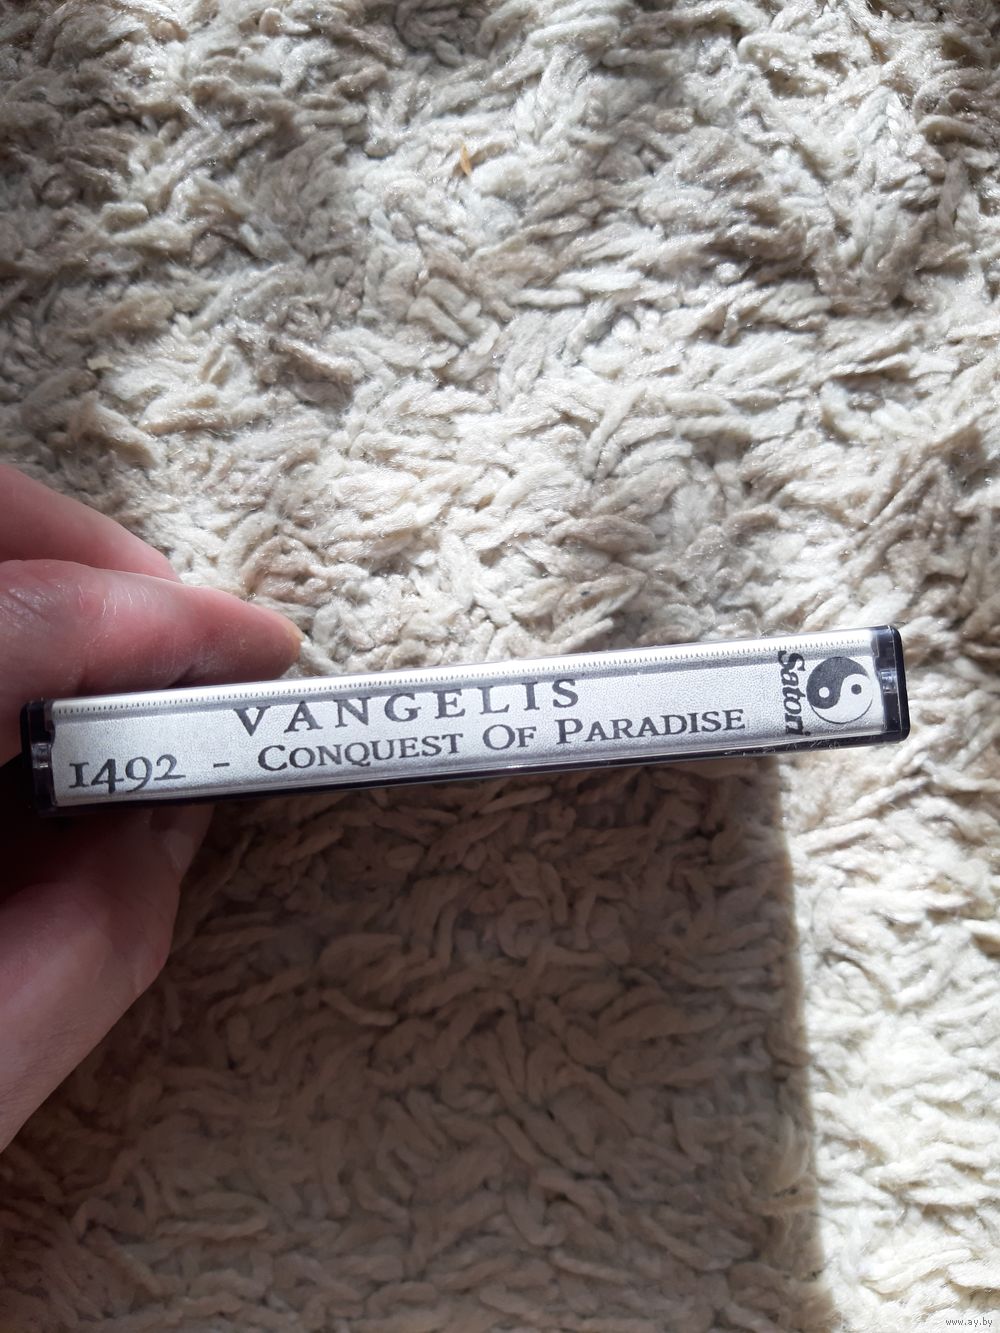 VANGELIS
1492 - CONQUEST OF PARADISE
Satori
www.ay.by